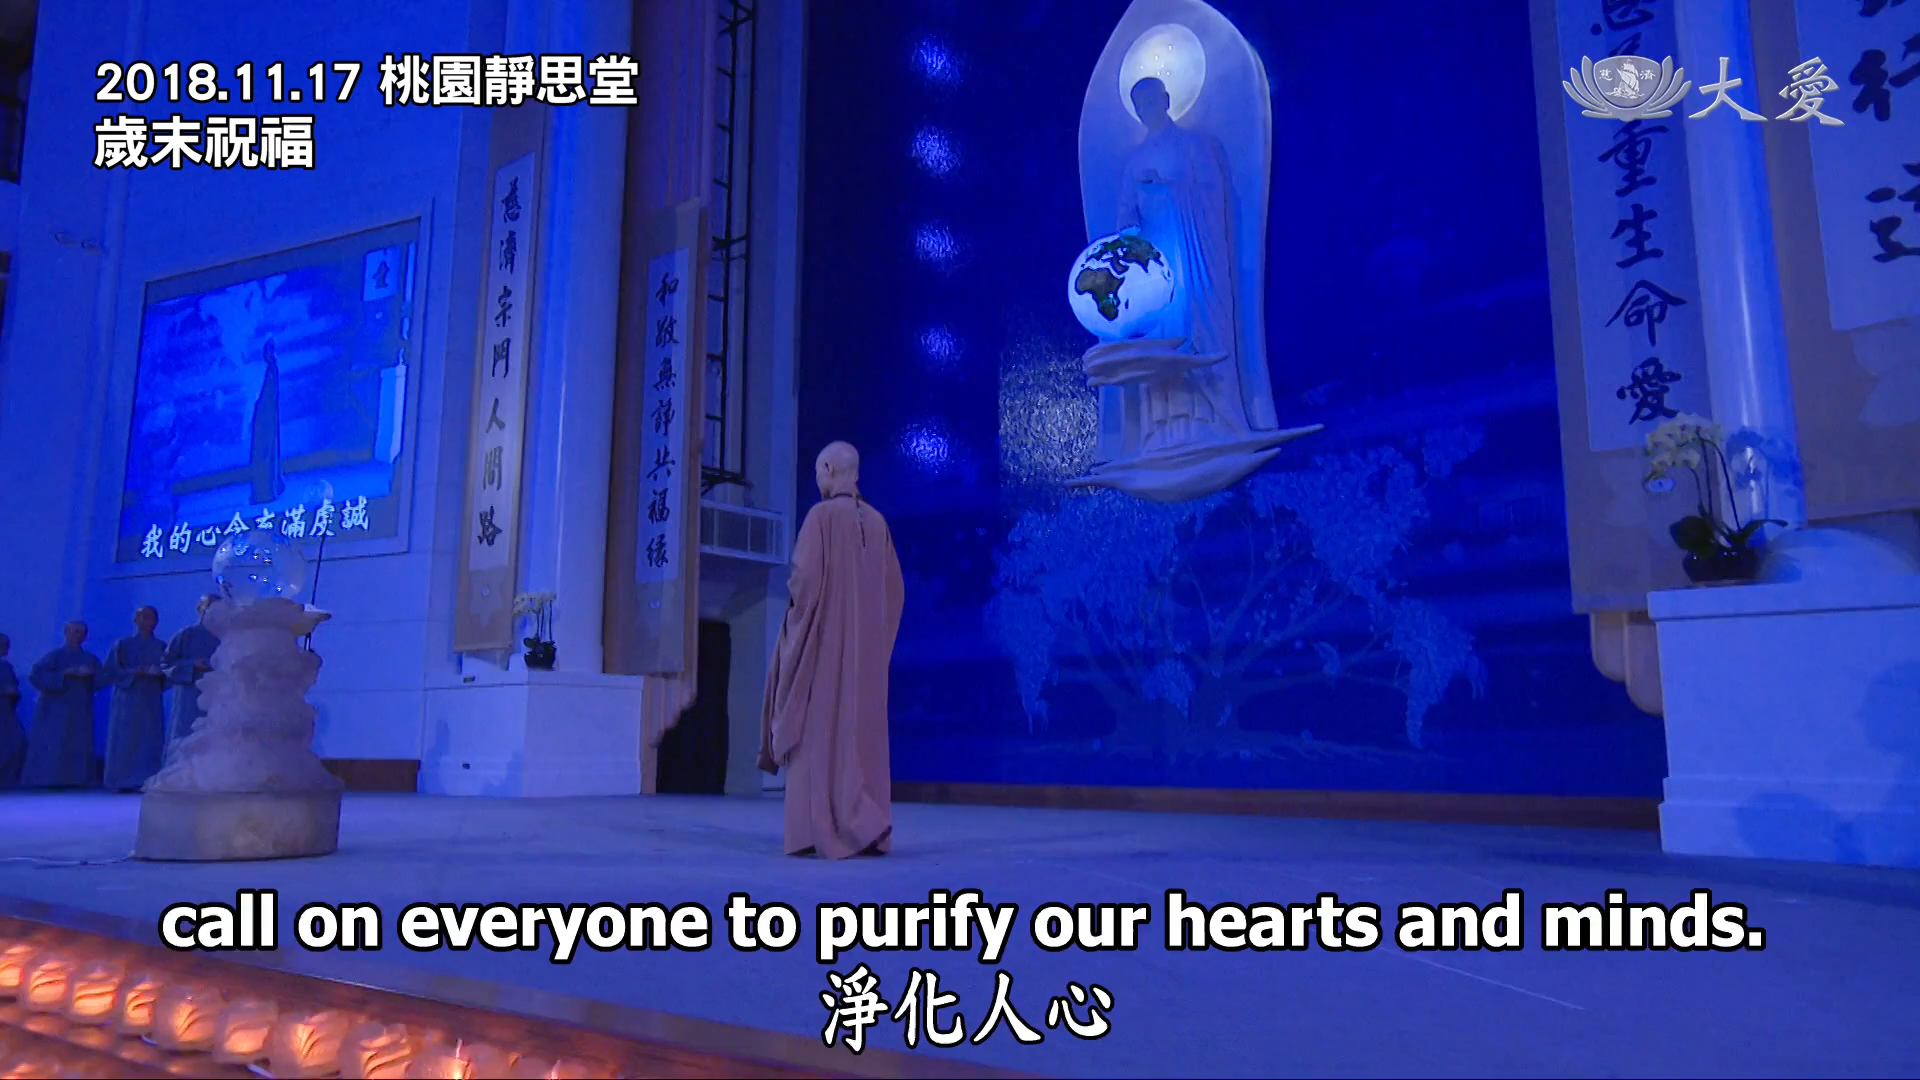 2018.11.17 桃園靜思堂
歲末祝福
慈濟 大愛
慈濟宗門人間路
和敬無諍共福緣
重生命愛
我的心念充滿虔誠
call on everyone to purify our hearts and minds.
淨化人心